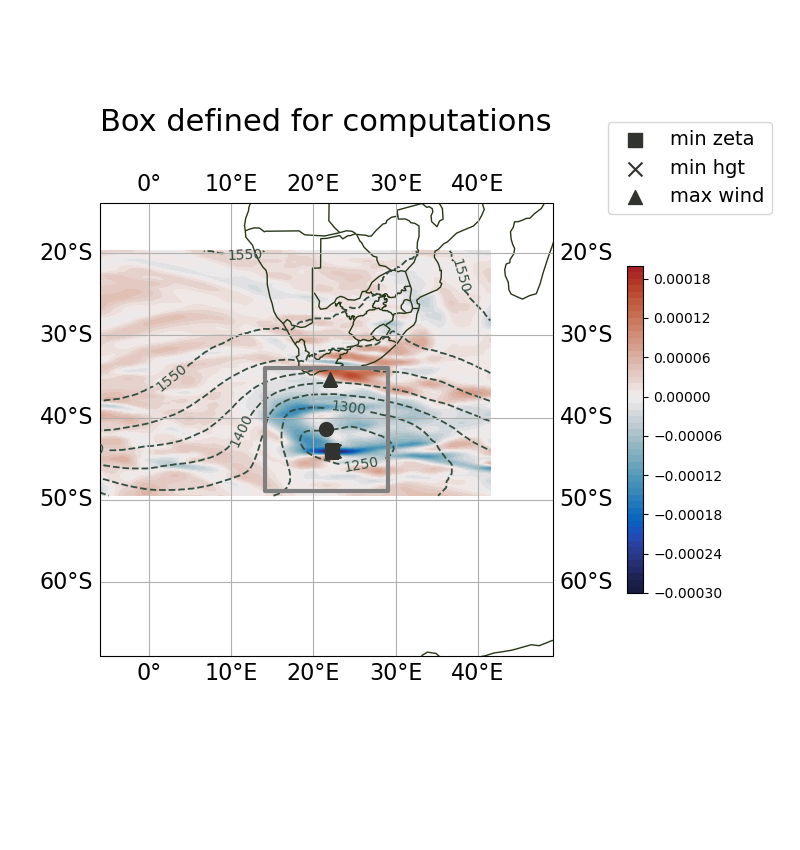 Box defined for computations
min zeta
min hgt
max wind
0° 10°E 20°E 30°E 40°E
20°S 20°S
30°S 30°S
40°S 40°S
50°S 50°S
60°S 60°S
0° 10°E 20°E 30°E 40°E
1550
1550
1550
1400
1300
1250
0.00018
0.00012
0.00006
0.00000
−0.00006
−0.00012
−0.00018
−0.00024
−0.00030